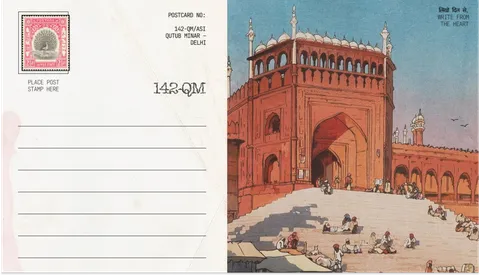 POSTCARD NO:
142-QM/ASI
QUTUB MINAR –
DELHI
PLACE POST
STAMP HERE
142-QM
लिखो दिल से,
WRITE FROM
THE HEART